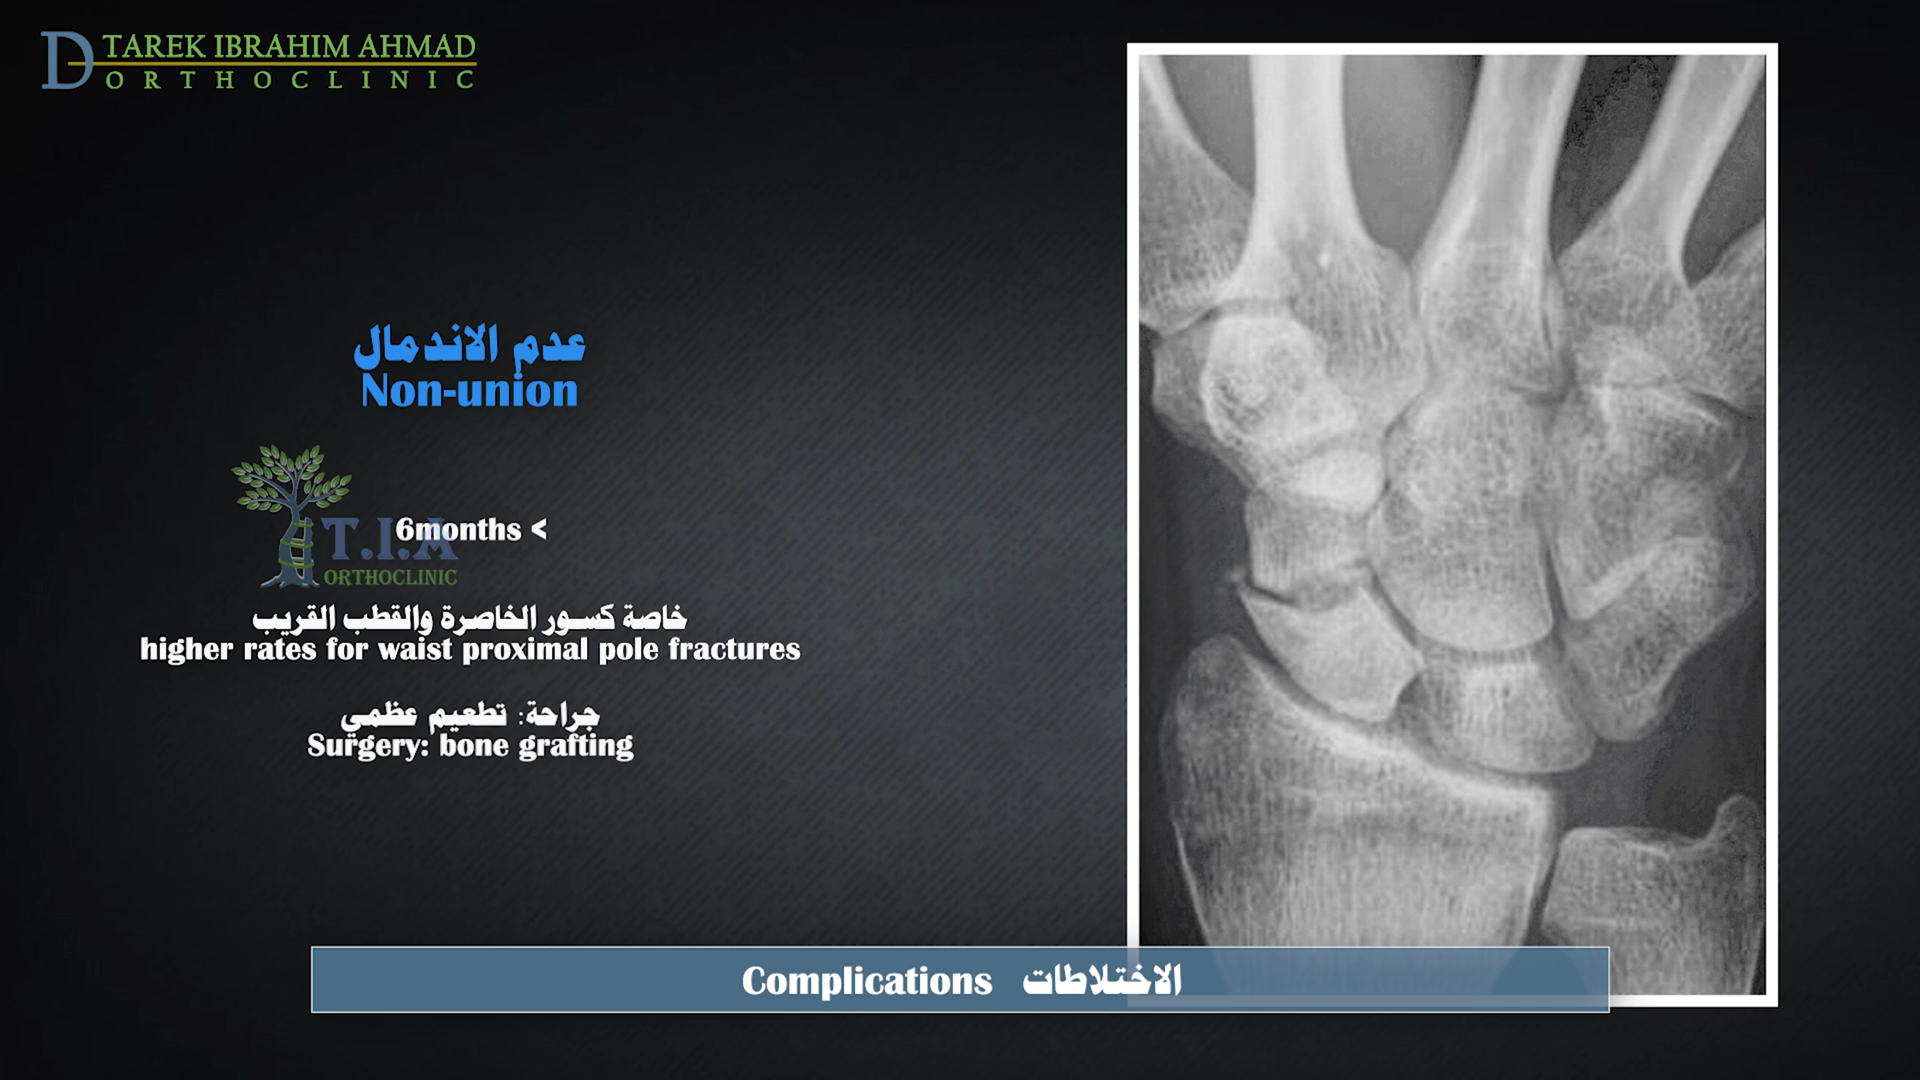 D TAREK IBRAHIM AHMAD
ORTHOCLINIC
عدم الاندمال
Non-union
T.I.A
6months <
ORTHOCLINIC
خاصة كسور الخاصرة والقطب القريب
higher rates for waist proximal pole fractures
جراحة: تطعيم عظمي
Surgery: bone grafting
Complications الاختلاطات